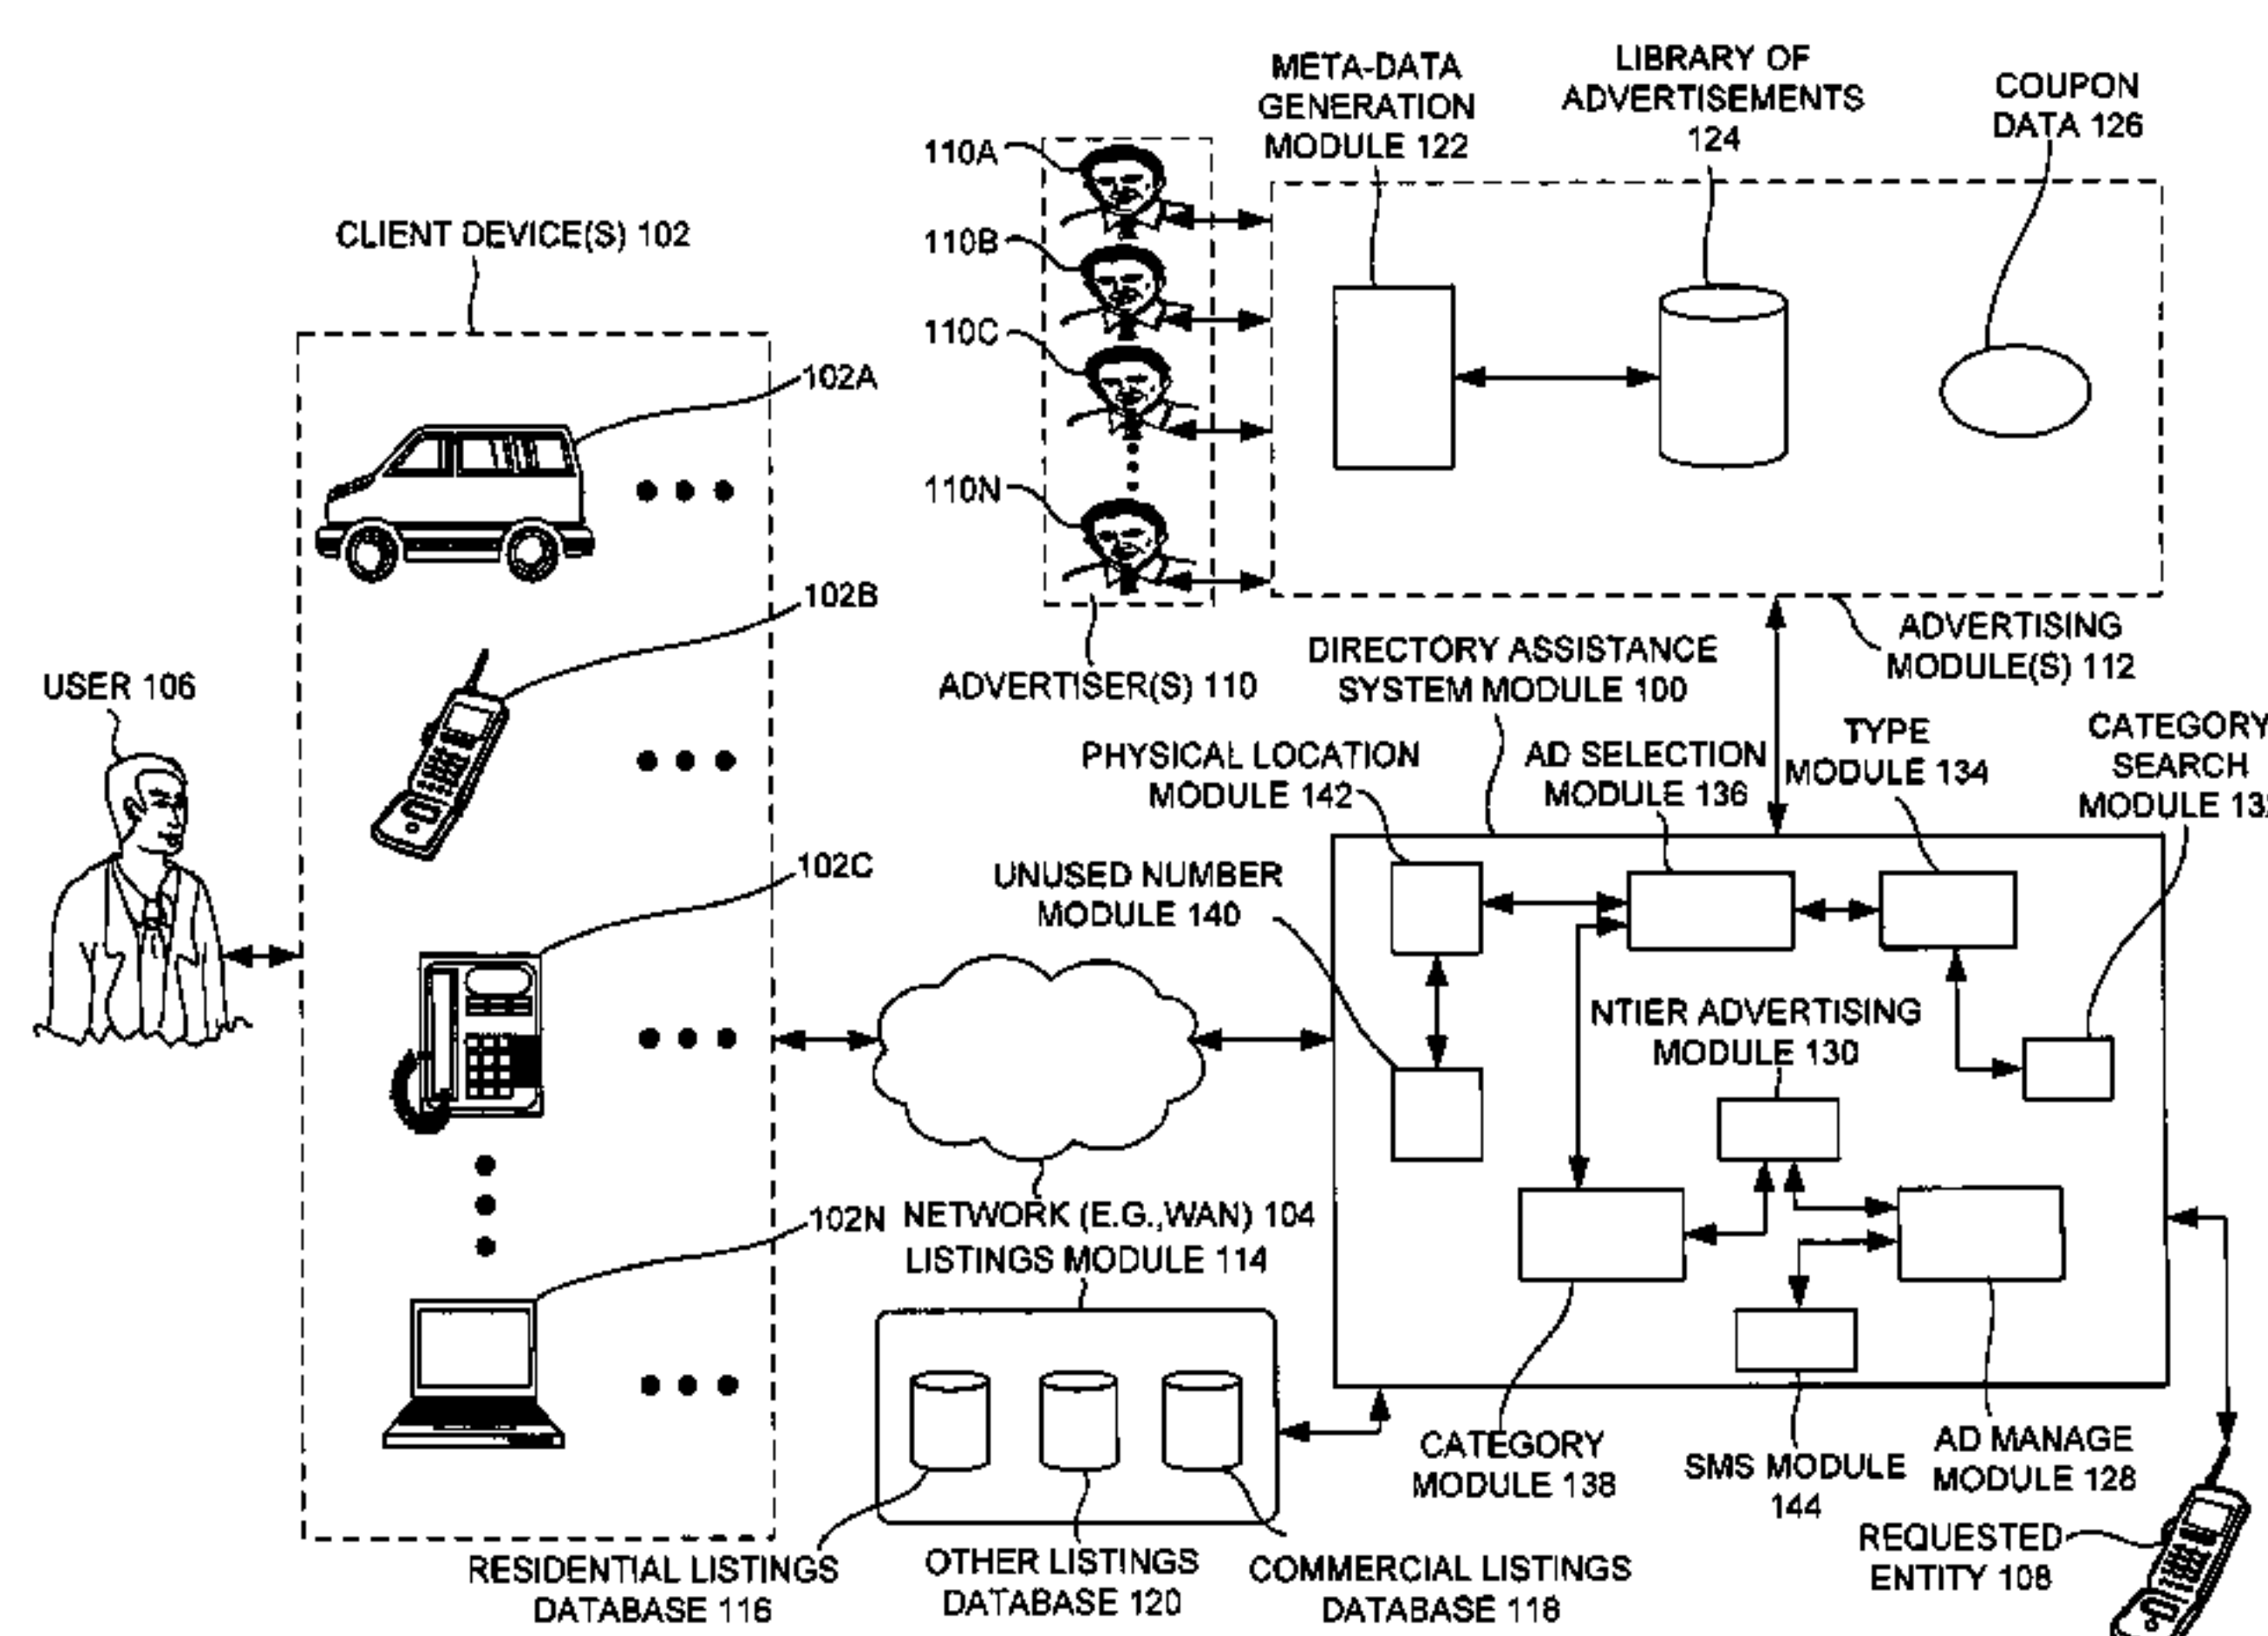 META-DATA
GENERATION
MODULE 122
LIBRARY OF
ADVERTISEMENTS
124
COUPON
DATA 126
110A
110B
110C
110N
CLIENT DEVICE(S) 102
102A
102B
102C
102N
USER 106
ADVERTISER(S) 110
DIRECTORY ASSISTANCE
SYSTEM MODULE 100
ADVERTISING
MODULE(S) 112
PHYSICAL LOCATION
MODULE 142
AD SELECTION
MODULE 136
TYPE
MODULE 134
CATEGORY
SEARCH
MODULE
UNUSED NUMBER
MODULE 140
NTIER ADVERTISING
MODULE 130
NETWORK (E.G.,WAN) 104
LISTINGS MODULE 114
CATEGORY
MODULE 138
SMS MODULE
144
AD MANAGE
MODULE 128
REQUESTED
ENTITY 108
RESIDENTIAL LISTINGS
DATABASE 116
OTHER LISTINGS
DATABASE 120
COMMERCIAL LISTINGS
DATABASE 118